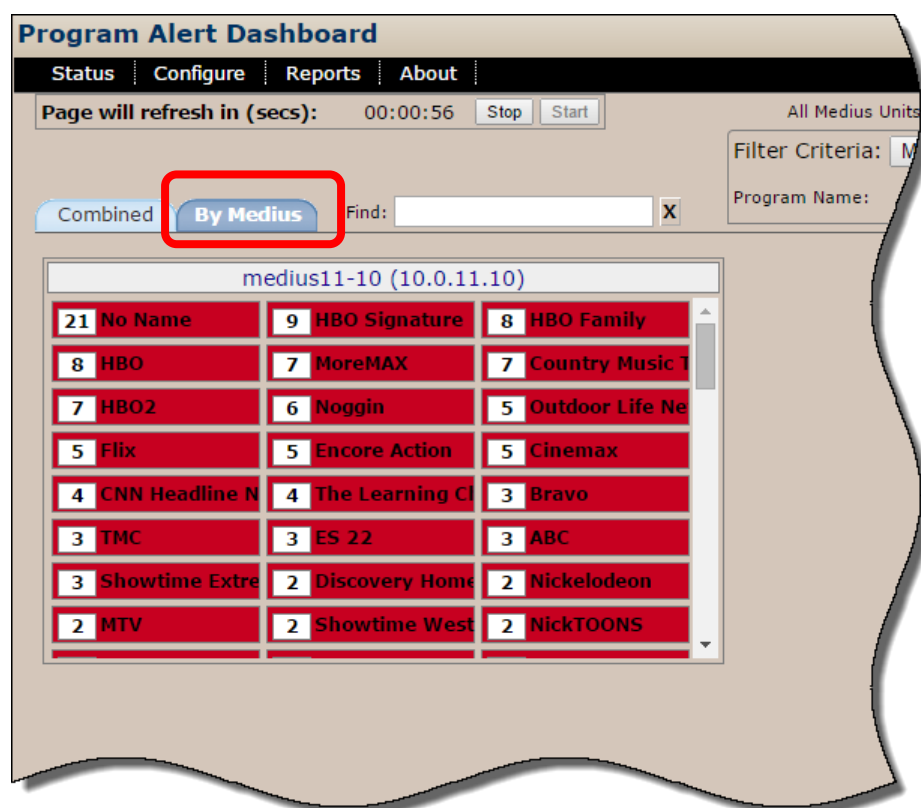 Program Alert Dashboard
Status Configure Reports About
Page will refresh in (secs): 00:00:56 Stop Start All Medius Units
Filter Criteria: M
Program Name:
Combined By Medius Find: X
medius11-10 (10.0.11.10)
21 No Name 9 HBO Signature 8 HBO Family
8 HBO 7 MoreMAX 7 Country Music T
7 HBO2 6 Noggin 5 Outdoor Life Ne
5 Flix 5 Encore Action 5 Cinemax
4 CNN Headline N 4 The Learning Cl 3 Bravo
3 TMC 3 ES 22 3 ABC
3 Showtime Extre 2 Discovery Home 2 Nickelodeon
2 MTV 2 Showtime West 2 NickTOONS